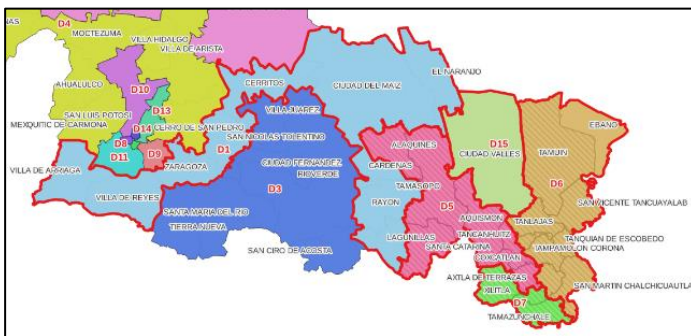 D4
MOCTEZUMA
VILLA HIDALGO
VILLA DE ARISTA
EL NARANJO
CERRITOS
CIUDAD DEL MAIZ
AHUALULCO
D10
D13
VILLA JUAREZ
SAN LUIS POTOSI
MEXQUITIC DE CARMONA
D14
CERRO DE SAN PEDRO
SAN NICOLAS TOLENTINO
ALAQUINES
D15
CIUDAD VALLES
EBANO
TAMUIN
D8
D11
D9
D1
ZARAGOZA
CIUDAD FERNANDEZ
RIOVERDE
CARDENAS
VILLA DE ARRIAGA
VILLA DE REYES
D3
TAMASOPO
D6
RAYON
D5
SAN VICENTE TANCUAYALAB
SANTA MARIA DEL RIO
TIERRA NUEVA
AQUISMON
TANLAJAS
TANCANHUITZ
TANQUIAN DE ESCOBEDO
LAGUNILLAS
SANTA CATARINA
TAMPAMOLON CORONA
SAN CIRO DE ACOSTA
COXCATLAN
AXTLA DE TERRAZAS
SAN MARTIN CHALCHICUAUTLA
XILITLA
D7
TAMAZUNCHALE